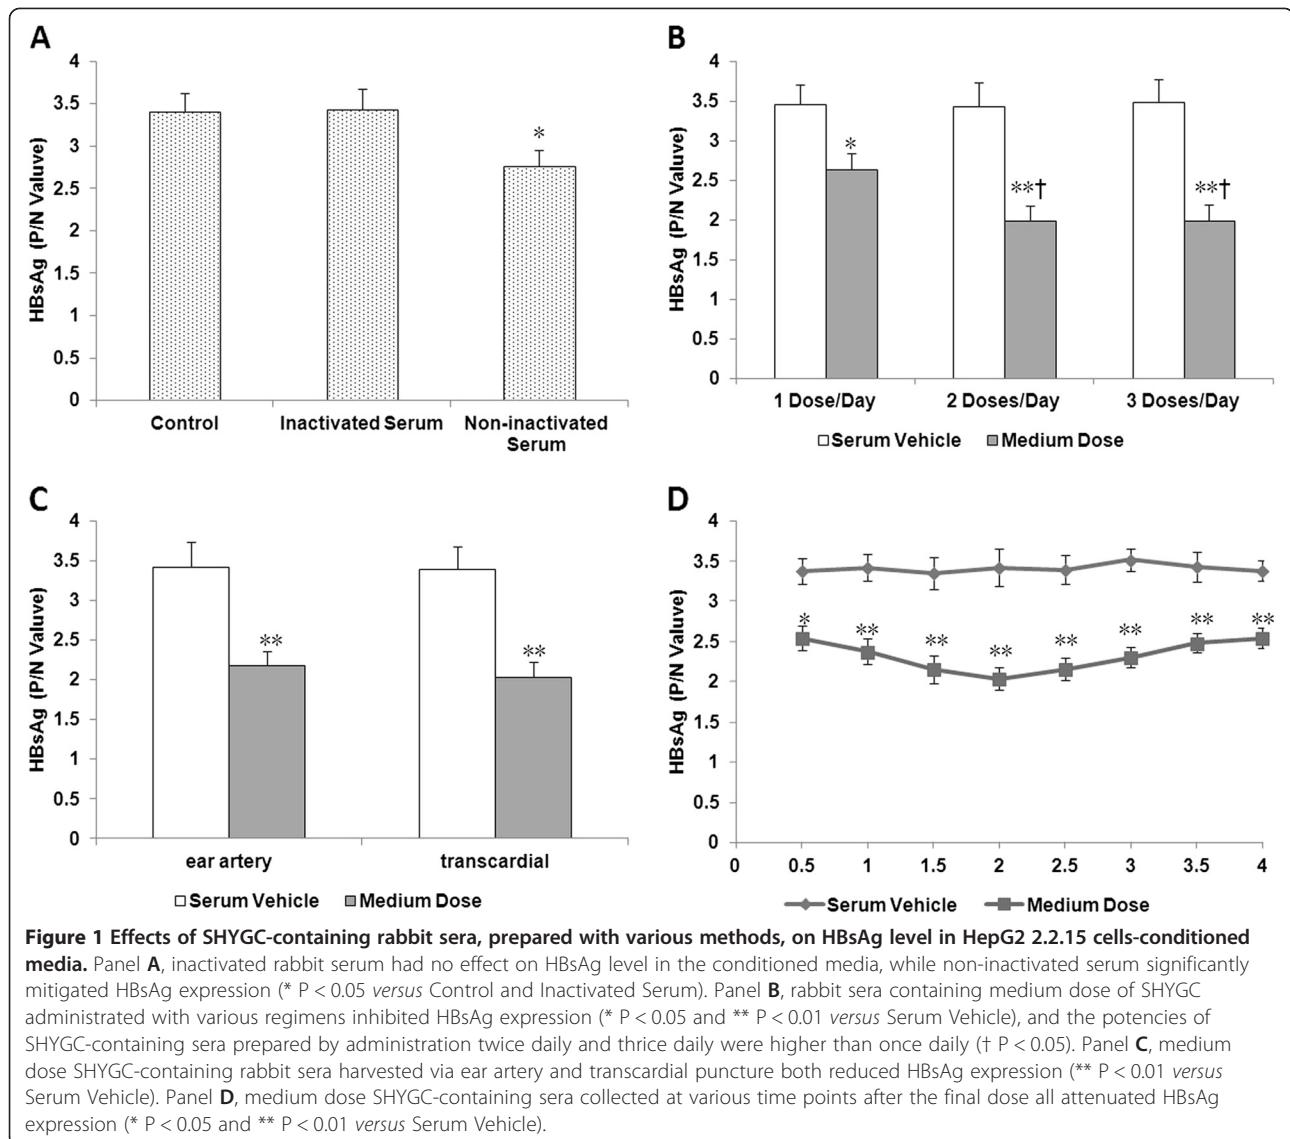 A
HBsAg (P/N Valuve)
4
3.5
3
2.5
2
1.5
1
0.5
0
*
Control
Inactivated Serum
Non-inactivated
Serum
B
HBsAg (P/N Valuve)
4
3.5
3
2.5
2
1.5
1
0.5
0
*
**†
**†
1 Dose/Day
2 Doses/Day
3 Doses/Day
Serum Vehicle
Medium Dose
C
HBsAg (P/N Valuve)
4
3.5
3
2.5
2
1.5
1
0.5
0
**
**
ear artery
transcardial
Serum Vehicle
Medium Dose
D
HBsAg (P/N Valuve)
4
3.5
3
2.5
2
1.5
1
0.5
0
* ** ** ** ** ** ** **
0 0.5 1 1.5 2 2.5 3 3.5 4
Serum Vehicle
Medium Dose
Figure 1 Effects of SHYGC-containing rabbit sera, prepared with various methods, on HBsAg level in HepG2 2.2.15 cells-conditioned
media. Panel A, inactivated rabbit serum had no effect on HBsAg level in the conditioned media, while non-inactivated serum significantly
mitigated HBsAg expression (* P < 0.05 versus Control and Inactivated Serum). Panel B, rabbit sera containing medium dose of SHYGC
administrated with various regimens inhibited HBsAg expression (* P < 0.05 and ** P < 0.01 versus Serum Vehicle), and the potencies of
SHYGC-containing sera prepared by administration twice daily and thrice daily were higher than once daily († P < 0.05). Panel C, medium
dose SHYGC-containing rabbit sera harvested via ear artery and transcardial puncture both reduced HBsAg expression (** P < 0.01 versus
Serum Vehicle). Panel D, medium dose SHYGC-containing sera collected at various time points after the final dose all attenuated HBsAg
expression (* P < 0.05 and ** P < 0.01 versus Serum Vehicle).